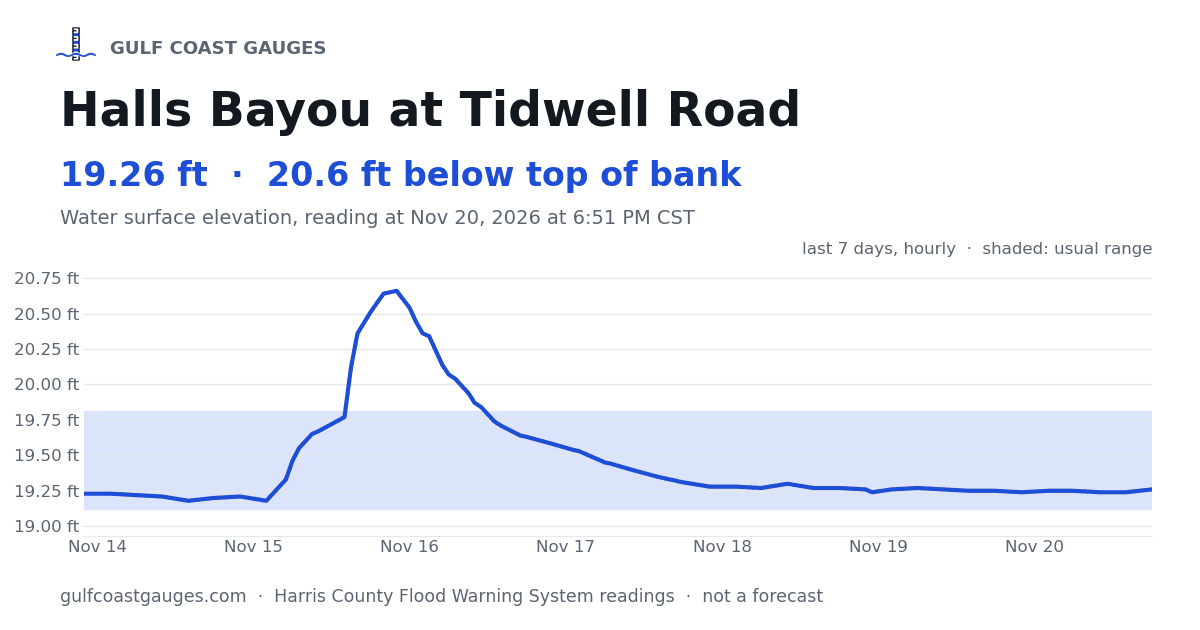 GULF COAST GAUGES
Halls Bayou at Tidwell Road
19.26 ft · 20.6 ft below top of bank
Water surface elevation, reading at Nov 20, 2026 at 6:51 PM CST
last 7 days, hourly · shaded: usual range
20.75 ft
20.50 ft
20.25 ft
20.00 ft
19.75 ft
19.50 ft
19.25 ft
19.00 ft
Nov 14 Nov 15 Nov 16 Nov 17 Nov 18 Nov 19 Nov 20
gulfcoastgauges.com · Harris County Flood Warning System readings · not a forecast